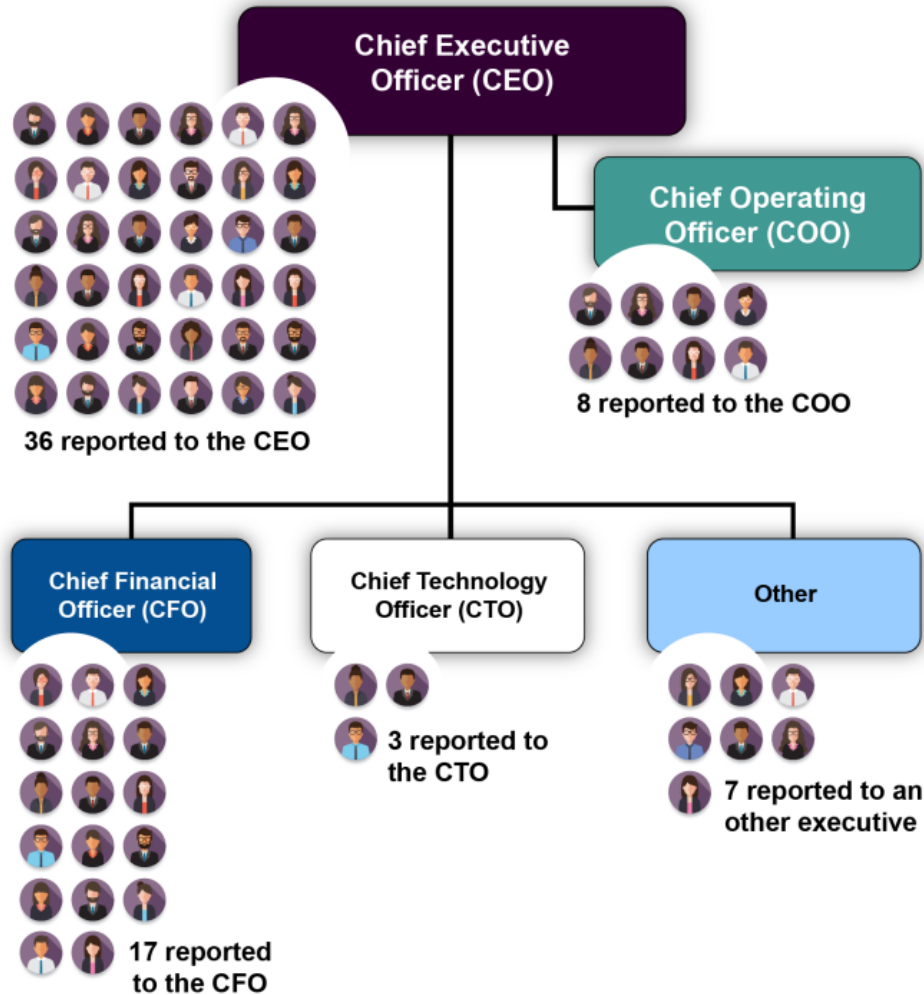 Chief Executive
Officer (CEO)
Chief Operating
Officer (COO)
8 reported to the COO
36 reported to the CEO
Chief Financial
Officer (CFO)
Chief Technology
Officer (CTO)
Other
3 reported to
the CTO
7 reported to an
other executive
17 reported
to the CFO